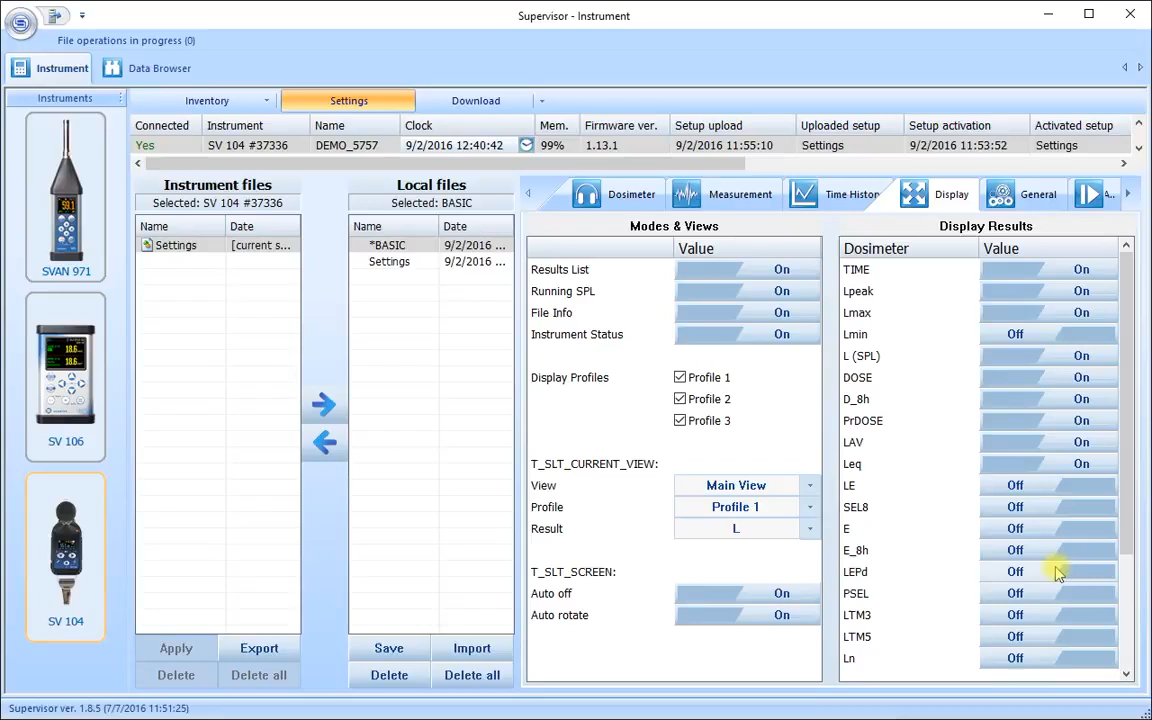 Supervisor - Instrument
File operations in progress (0)
Instrument Data Browser
Instruments Inventory Settings Download
Connected Instrument Name Clock Mem. Firmware ver. Setup upload Uploaded setup Setup activation Activated setup
Yes SV 104 #37336 DEMO_5757 9/2/2016 12:40:42 99% 1.13.1 9/2/2016 11:55:10 Settings 9/2/2016 11:53:52 Settings
SVAN 971
SV 106
SV 104
Instrument files
Selected: SV 104 #37336
Name Date
Settings [current s...
Apply Export
Delete Delete all
Local files
Selected: BASIC
Name Date
*BASIC 9/2/2016 ...
Settings 9/2/2016 ...
Save Import
Delete Delete all
Dosimeter Measurement Time Histor Display General A...
Modes & Views
Value
Results List On
Running SPL On
File Info On
Instrument Status On
Display Profiles Profile 1
Profile 2
Profile 3
T_SLT_CURRENT_VIEW:
View Main View
Profile Profile 1
Result L
T_SLT_SCREEN:
Auto off On
Auto rotate On
Display Results
Dosimeter Value
TIME On
Lpeak On
Lmax On
Lmin Off
L (SPL) On
DOSE On
D_8h On
PrDOSE On
LAV On
Leq On
LE Off
SEL8 Off
E Off
E_8h Off
LEPd Off
PSEL Off
LTM3 Off
LTM5 Off
Ln Off
Supervisor ver. 1.8.5 (7/7/2016 11:51:25)